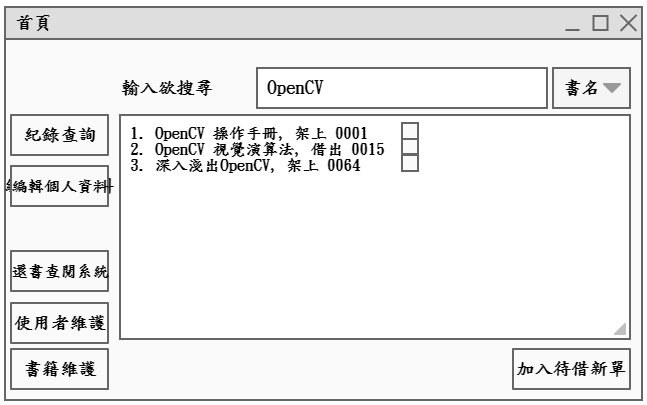 首頁
輸入欲搜尋
OpenCV
書名
紀錄查詢
1. OpenCV 操作手冊, 架上 0001
2. OpenCV 視覺演算法, 借出 0015
3. 深入淺出OpenCV, 架上 0064
編輯個人資料
還書查閱系統
使用者維護
書籍維護
加入待借新單